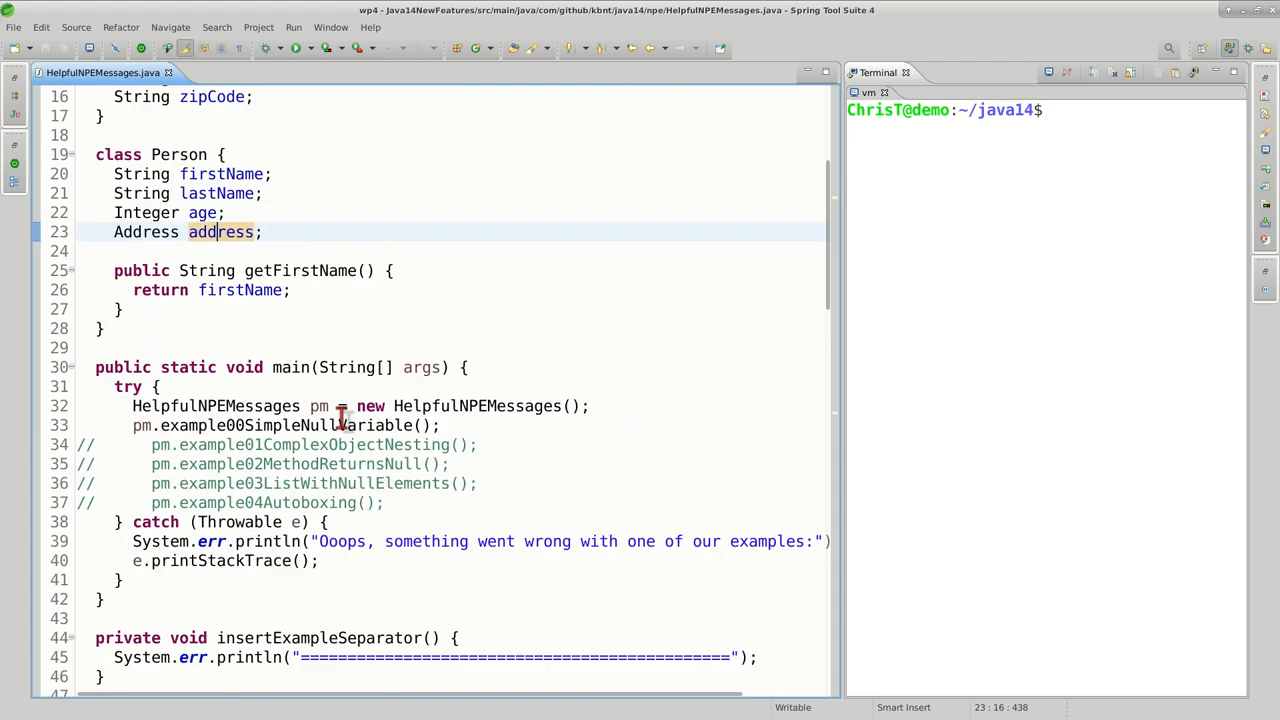 wp4 - Java14NewFeatures/src/main/java/com/github/kbnt/java14/npe/HelpfulNPEMessages.java - Spring Tool Suite 4
File Edit Source Refactor Navigate Search Project Run Window Help
HelpfulNPEMessages.java
16 String zipCode;
17 }
18
19 class Person {
20 String firstName;
21 String lastName;
22 Integer age;
23 Address address;
24
25 public String getFirstName() {
26 return firstName;
27 }
28 }
29
30 public static void main(String[] args) {
31 try {
32 HelpfulNPEMessages pm = new HelpfulNPEMessages();
33 pm.example00SimpleNullVariable();
34 // pm.example01ComplexObjectNesting();
35 // pm.example02MethodReturnsNull();
36 // pm.example03ListWithNullElements();
37 // pm.example04Autoboxing();
38 } catch (Throwable e) {
39 System.err.println("Ooops, something went wrong with one of our examples:")
40 e.printStackTrace();
41 }
42 }
43
44 private void insertExampleSeparator() {
45 System.err.println("==============================================");
46 }
47
Terminal
vm
ChrisT@demo:~/java14$
Writable Smart Insert 23 : 16 : 438